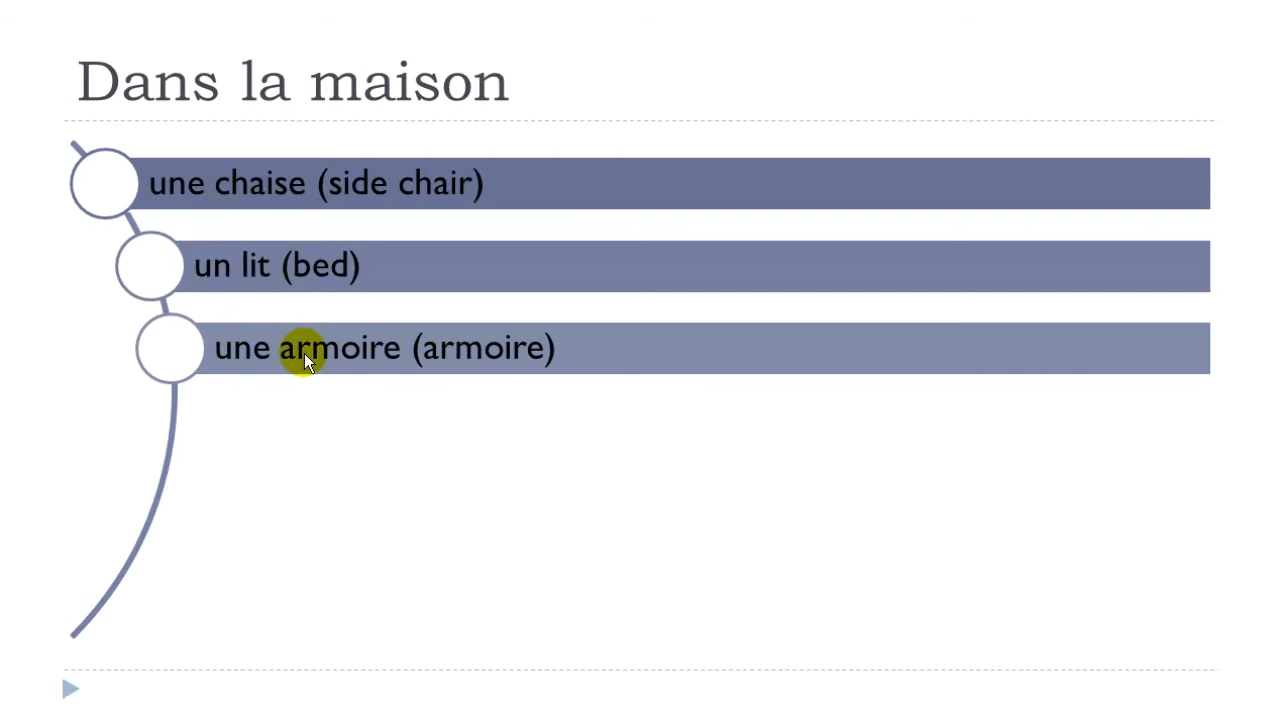 Dans la maison
une chaise (side chair)
un lit (bed)
une armoire (armoire)